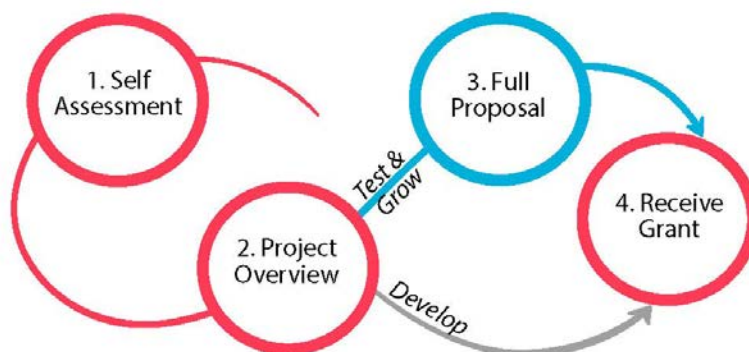 1. Self
Assessment
2. Project
Overview
Test &
Grow
3. Full
Proposal
Develop
4. Receive
Grant